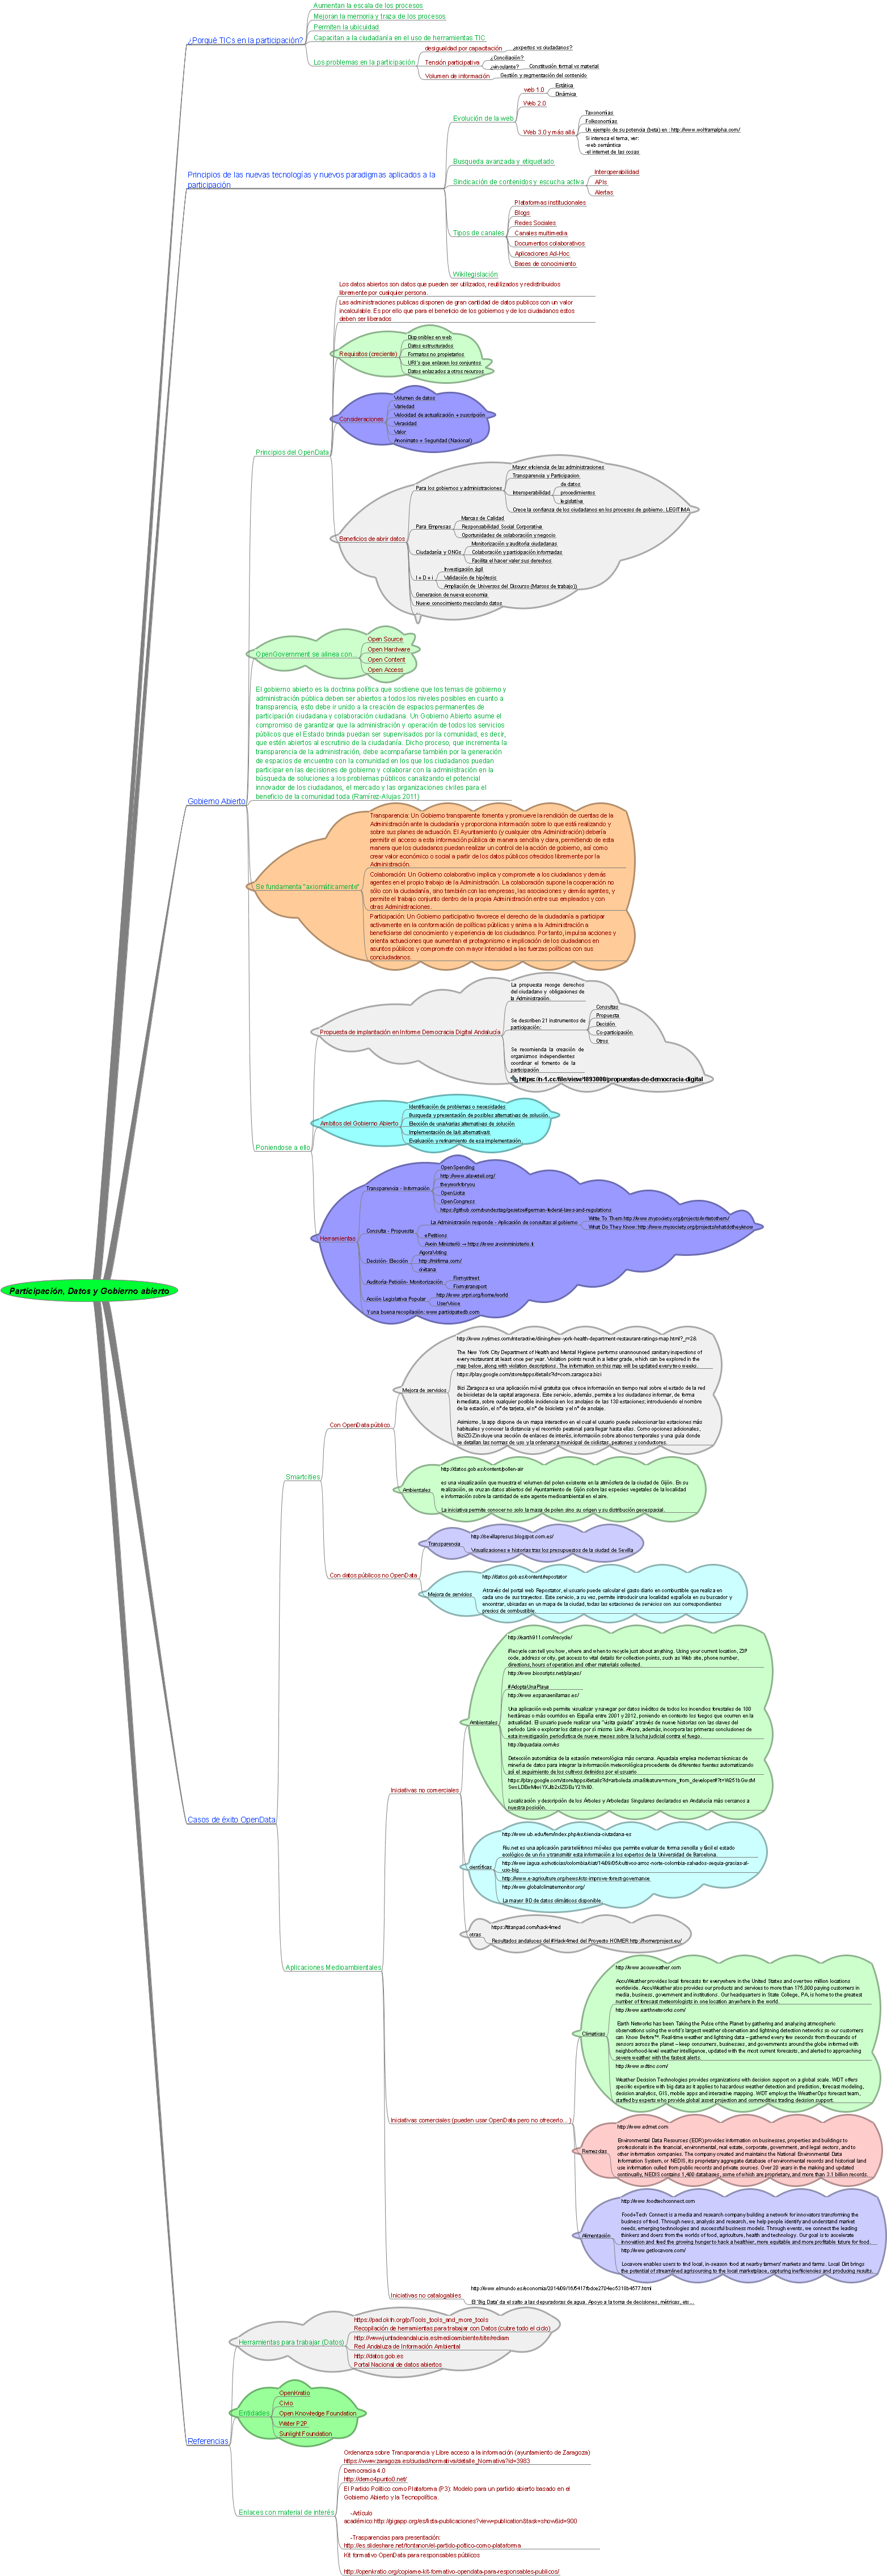 Participación, Datos y Gobierno abierto
¿Porqué TICs en la participación?
Aumentan la escala de los procesos
Mejoran la memoria y traza de los procesos
Permiten la ubicuidad
Capacitan a la ciudadanía en el uso de herramientas TIC
Los problemas en la participación
desigualdad por capacitación
¿expertos vs ciudadanos?
Tensión participativa
¿Conciliación?
¿vinculante?
Constitución formal vs material
Volumen de información
Gestión y segmentación del contenido
Principios de las nuevas tecnologías y nuevos paradigmas aplicados a la
participación
Evolución de la web
web 1.0
Estática
Dinámica
Web 2.0
Web 3.0 y más allá
Taxonomías
Folksonomías
Un ejemplo de su potencia (beta) en : http://www.wolframalpha.com/
Si interesa el tema, ver:
-web semántica
-el internet de las cosas
Busqueda avanzada y etiquetado
Sindicación de contenidos y escucha activa
Interoperabilidad
APIs
Alertas
Tipos de canales
Plataformas institucionales
Blogs
Redes Sociales
Canales multimedia
Documentos colaborativos
Aplicaciones Ad-Hoc
Bases de conocimiento
Wikilegislación
Gobierno Abierto
Principios del OpenData
Los datos abiertos son datos que pueden ser utilizados, reutilizados y redistribuidos
libremente por cualquier persona.
Las administraciones publicas disponen de gran cantidad de datos publicos con un valor
incalculable. Es por ello que para el beneficio de los gobiernos y de los ciudadanos estos
deben ser liberados
Requisitos (creciente)
Disponibles en web
Datos estructurados
Formatos no propietarios
URI's que enlacen los conjuntos
Datos enlazados a otros recursos
Consideraciones
Volumen de datos
Variedad
Velocidad de actualización + suscripción
Veracidad
Valor
Anonimato + Seguridad (Nacional)
Beneficios de abrir datos
Para los gobiernos y administraciones
Mayor eficiencia de las administraciones
Transparencia y Participacion
Interoperabilidad
de datos
procedimientos
legislativa
Crece la confianza de los ciudadanos en los procesos de gobierno. LEGITIMA
Para Empresas
Marcas de Calidad
Responsabilidad Social Corporativa
Oportunidades de colaboración y negocio
Ciudadanía y ONGs
Monitorización y auditoría ciudadanas
Colaboración y participación informadas
Facilita el hacer valer sus derechos
I + D + i
Investigación ágil
Validación de hipótesis
Ampliación de Universos del Discurso (Marcos de trabajo))
Generacion de nueva economia
Nuevo conocimiento mezclando datos
OpenGovernment se alinea con...
Open Source
Open Hardware
Open Content
Open Access
El gobierno abierto es la doctrina política que sostiene que los temas de gobierno y
administración pública deben ser abiertos a todos los niveles posibles en cuanto a
transparencia, esto debe ir unido a la creación de espacios permanentes de
participación ciudadana y colaboración ciudadana. Un Gobierno Abierto asume el
compromiso de garantizar que la administración y operación de todos los servicios
públicos que el Estado brinda puedan ser supervisados por la comunidad, es decir,
que estén abiertos al escrutinio de la ciudadanía. Dicho proceso, que incrementa la
transparencia de la administración, debe acompañarse también por la generación
de espacios de encuentro con la comunidad en los que los ciudadanos puedan
participar en las decisiones de gobierno y colaborar con la administración en la
búsqueda de soluciones a los problemas públicos canalizando el potencial
innovador de los ciudadanos, el mercado y las organizaciones civiles para el
beneficio de la comunidad toda (Ramírez-Alujas 2011)
Se fundamenta "axiomáticamente"
Transparencia: Un Gobierno transparente fomenta y promueve la rendición de cuentas de la
Administración ante la ciudadanía y proporciona información sobre lo que está realizando y
sobre sus planes de actuación. El Ayuntamiento (y cualquier otra Administración) debería
permitir el acceso a esta información pública de manera sencilla y clara, permitiendo de esta
manera que los ciudadanos puedan realizar un control de la acción de gobierno, así como
crear valor económico o social a partir de los datos públicos ofrecidos libremente por la
Administración.
Colaboración: Un Gobierno colaborativo implica y compromete a los ciudadanos y demás
agentes en el propio trabajo de la Administración. La colaboración supone la cooperación no
sólo con la ciudadanía, sino también con las empresas, las asociaciones y demás agentes, y
permite el trabajo conjunto dentro de la propia Administración entre sus empleados y con
otras Administraciones.
Participación: Un Gobierno participativo favorece el derecho de la ciudadanía a participar
activamente en la conformación de políticas públicas y anima a la Administración a
beneficiarse del conocimiento y experiencia de los ciudadanos. Por tanto, impulsa acciones y
orienta actuaciones que aumentan el protagonismo e implicación de los ciudadanos en
asuntos públicos y compromete con mayor intensidad a las fuerzas políticas con sus
conciudadanos.
Poniendose a ello
Propuesta de implantación en Informe Democracia Digital Andalucía
La propuesta recoge derechos
del ciudadano y obligaciones de
la Administración.
Se describen 21 instrumentos de
participación:
Consultas
Propuesta
Decisión
Co-participación
Otros
Se recomienda la creación de
organismos independientes
coordinar el fomento de la
participación
https://n-1.cc/file/view/1893000/propuestas-de-democracia-digital
Ambitos del Gobierno Abierto
Identificación de problemas o necesidades
Busqueda y presentación de posibles alternativas de solución
Elección de una/varias alternativas de solución
Implementación de la/s alternativa/s
Evaluación y refinamiento de esa implementación.
Herramientas
Transparencia - Información
OpenSpending
http://www.alaveteli.org/
theyworkforyou
OpenListia
OpenCongress
https://github.com/bundestag/gesetze#german-federal-laws-and-regulations
Consulta - Propuesta
La Administración responde - Aplicación de consultas al gobierno
Write To Them http://www.mysociety.org/projects/writetothem/
What Do They Know: http://www.mysociety.org/projects/whatdotheyknow
ePetitions
Avoin Ministeriö → https://www.avoinministerio.fi
Decisión- Elección
AgoraVoting
http://mifirma.com/
civiciana
Auditoría-Petición- Monitorización
Fixmystreet
Fixmytransport
Acción Legislativa Popular
http://www.yrpri.org/home/world
UserVoice
Y una buena recopilación: www.participatedb.com
Casos de éxito OpenData
Smartcities
Con OpenData público
Mejora de servicios
http://www.nytimes.com/interactive/dining/new-york-health-department-restaurant-ratings-map.html?_r=2&
The New York City Department of Health and Mental Hygiene performs unannounced sanitary inspections of
every restaurant at least once per year. Violation points result in a letter grade, which can be explored in the
map below, along with violation descriptions. The information on this map will be updated every two weeks.
https://play.google.com/store/apps/details?id=com.zaragoza.bizi
Bizi Zaragoza es una aplicación móvil gratuita que ofrece información en tiempo real sobre el estado de la red
de bicicletas de la capital aragonesa. Este servicio, además, permite a los ciudadanos informar, de forma
inmediata, sobre cualquier posible incidencia en los anclajes de las 130 estaciones; introduciendo el nombre
de la estación, el nº de tarjeta, el nº de bicicleta y el nº de anclaje.
Asimismo, la app dispone de un mapa interactivo en el cual el usuario puede seleccionar las estaciones más
habituales y conocer la distancia y el recorrido peatonal para llegar hasta ellas. Como opciones adicionales,
BiziZGZ incluye una sección de enlaces de interés, información sobre abonos temporales y una guía donde
se detallan las normas de uso y la ordenanza municipal de ciclistas, peatones y conductores.
Ambientales
http://datos.gob.es/content/pollen-air
es una visualización que muestra el volumen del polen existente en la atmósfera de la ciudad de Gijón. En su
realización, se cruzan datos abiertos del Ayuntamiento de Gijón sobre las especies vegetales de la localidad
e información sobre la cantidad de este agente medioambiental en el aire.
La iniciativa permite conocer no solo la masa de polen sino su origen y su distribución geoespacial.
Con datos públicos no OpenData
Transparencia
http://sevillapresus.blogspot.com.es/
Visualizaciones e historias tras los presupuestos de la ciudad de Sevilla
Mejora de servicios
http://datos.gob.es/content/repostator
A través del portal web Repostator, el usuario puede calcular el gasto diario en combustible que realiza en
cada uno de sus trayectos. Este servicio, a su vez, permite introducir una localidad española en su buscador y
encontrar, ubicadas en un mapa de la ciudad, todas las estaciones de servicios con sus correspondientes
precios de combustible.
Aplicaciones Medioambientales
Iniciativas no comerciales
Ambientales
http://earth911.com/irecycle/
iRecycle can tell you how, where and when to recycle just about anything. Using your current location, ZIP
code, address or city, get access to vital details for collection points, such as Web site, phone number,
directions, hours of operation and other materials collected.
http://www.bioscripts.net/playas/
#AdoptaUnaPlaya
http://www.espanaenllamas.es/
Una aplicación web permite visualizar y navegar por datos inéditos de todos los incendios forestales de 100
hectáreas o más ocurridos en España entre 2001 y 2012, poniendo en contexto los fuegos que ocurren en la
actualidad. El usuario puede realizar una "visita guiada" a través de nueve historias con las claves del
periodo Link o explorar los datos por sí mismo Link. Ahora, además, incorpora las primeras conclusiones de
esta investigación periodística de nueve meses sobre la lucha judicial contra el fuego.
http://aquadaia.com/es
Detección automática de la estación meteorológica más cercana. Aquadaia emplea modernas técnicas de
minería de datos para integrar la información meteorológica procedente de diferentes fuentes automatizando
así el seguimiento de los cultivos definidos por el usuario.
Localización y descripción de los Árboles y Arboledas Singulares declarados en Andalucía más cercanos a
nuestra posición.
científicas
http://www.ub.edu/fem/index.php/es/ciencia-ciutadana-es
Riu.net es una aplicación para teléfonos móviles que permite evaluar de forma sencilla y fácil el estado
ecológico de un río y transmitir esta información a los expertos de la Universidad de Barcelona.
http://www.iagua.es/noticias/colombia/ciat/14/09/05/cultivos-arroz-norte-colombia-salvados-sequia-gracias-al-
uso-big
http://www.e-agriculture.org/news/icts-improve-forest-governance
http://www.globalclimatemonitor.org/
La mayor BD de datos climáticos disponible.
otras
https://titanpad.com/hack4med
Resultados andaluces del #Hack4med del Proyecto HOMER http://homerproject.eu/
Iniciativas comerciales (pueden usar OpenData pero no ofrecerlo...)
Climaticas
http://www.accuweather.com/
AccuWeather provides local forecasts for everywhere in the United States and over two million locations
worldwide. AccuWeather also provides our products and services to more than 175,000 paying customers in
media, business, government and institutions. Our headquarters in State College, PA, is home to the greatest
number of forecast meteorologists in one location anywhere in the world.
http://www.earthnetworks.com/
Earth Networks has been Taking the Pulse of the Planet by gathering and analyzing atmospheric
observations using the world's largest weather observation and lightning detection networks so our customers
can Know Before™. Real-time weather and lightning data – gathered every few seconds from thousands of
sensors across the planet – keep consumers, businesses, and governments around the globe informed with
neighborhood-level weather intelligence, updated with the most current forecasts, and alerted to approaching
severe weather with the fastest alerts.
http://www.wdtinc.com/
Weather Decision Technologies provides organizations with decision support on a global scale. WDT offers
specific expertise with big data as it applies to hazardous weather detection and prediction, forecast modeling,
decision analytics, GIS, mobile apps and interactive mapping. WDT employs the WeatherOps forecast team,
staffed by experts who provide global asset projection and commodities trading decision support.
Remezclas
http://www.edrnet.com
Environmental Data Resources (EDR) provides information on businesses, properties and buildings to
professionals in the financial, environmental, real estate, corporate, government, and legal sectors, and to
other information companies. The company created and maintains the National Environmental Data
Information System, or NEDIS, its proprietary aggregate database of environmental records and historical land
use information culled from public records and private sources. Over 20 years in the making and updated
continually, NEDIS contains 1,400 databases, some of which are proprietary, and more than 3.1 billion records.
Alimentación
http://www.foodtechconnect.com
Food+Tech Connect is a media and research company building a network for innovators transforming the
business of food. Through news, analysis and research, we help people identify and understand market
needs, emerging technologies and successful business models. Through events, we connect the leading
thinkers and doers from the worlds of food, agriculture, health and technology. Our goal is to accelerate
innovation and feed the growing hunger to hack a healthier, more equitable and more profitable future for food.
http://www.getlocavore.com/
Locavore enables users to find local, in-season food at nearby farmers' markets and farms. Local Dirt brings
the potential of streamlined agrisourcing to the local marketplace, capturing inefficiencies and producing results.
Iniciativas no catalogables
El 'Big Data' da el salto a las depuradoras de agua. Apoyo a la toma de decisiones, métricas, etc...
Referencias
Herramientas para trabajar (Datos)
https://pad.okfn.org/p/Tools_tools_and_more_tools
Recopilación de herramientas para trabajar con Datos (cubre todo el ciclo)
http://www.juntadeandalucia.es/medioambiente/site/rediam
Red Andaluza de Información Ambiental
http://datos.gob.es
Portal Nacional de datos abiertos
Entidades
OpenKratio
Civio
Open Knowledge Foundation
Water P2P
Sunlight Foundation
Enlaces con material de interés
Ordenanza sobre Transparencia y Libre acceso a la información (ayuntamiento de Zaragoza)
https://www.zaragoza.es/ciudad/normativa/detalle_Normativa?id=3983
Democracia 4.0
http://demo4punto0.net/
El Partido Político como Plataforma (P3): Modelo para un partido abierto basado en el
Gobierno Abierto y la Tecnopolítica.
-Artículo
académico:http://gigapp.org/es/lista-publicaciones?view=publication&task=show&id=900
-Trasparencias para presentación:
http://es.slideshare.net/fontanon/el-partido-poltico-como-plataforma
Kit formativo OpenData para responsables públicos
http://openkratio.org/copiame-kit-formativo-opendata-para-responsables-publicos/